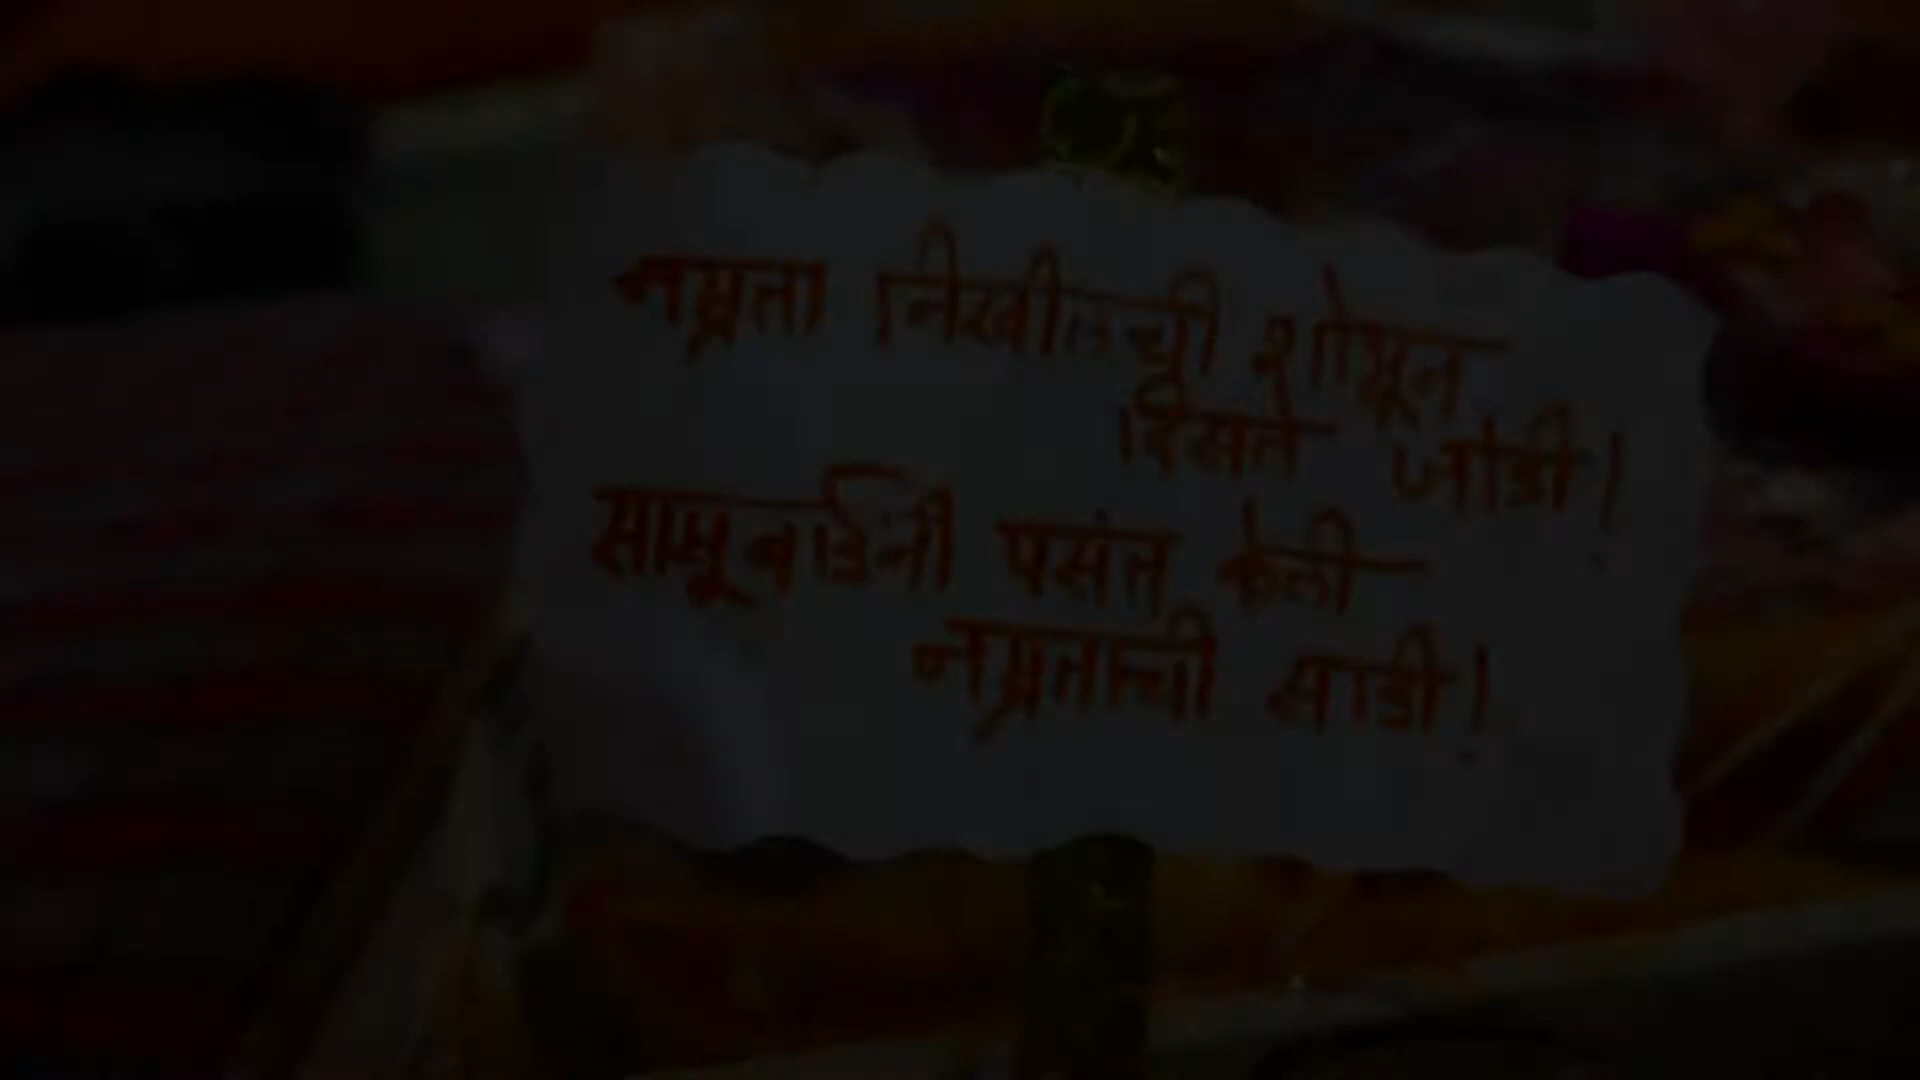 नम्रता निखीलची शोभून
दिसते जोडी!
सासूबाईंनी पसंत केली
नम्रताची साडी!